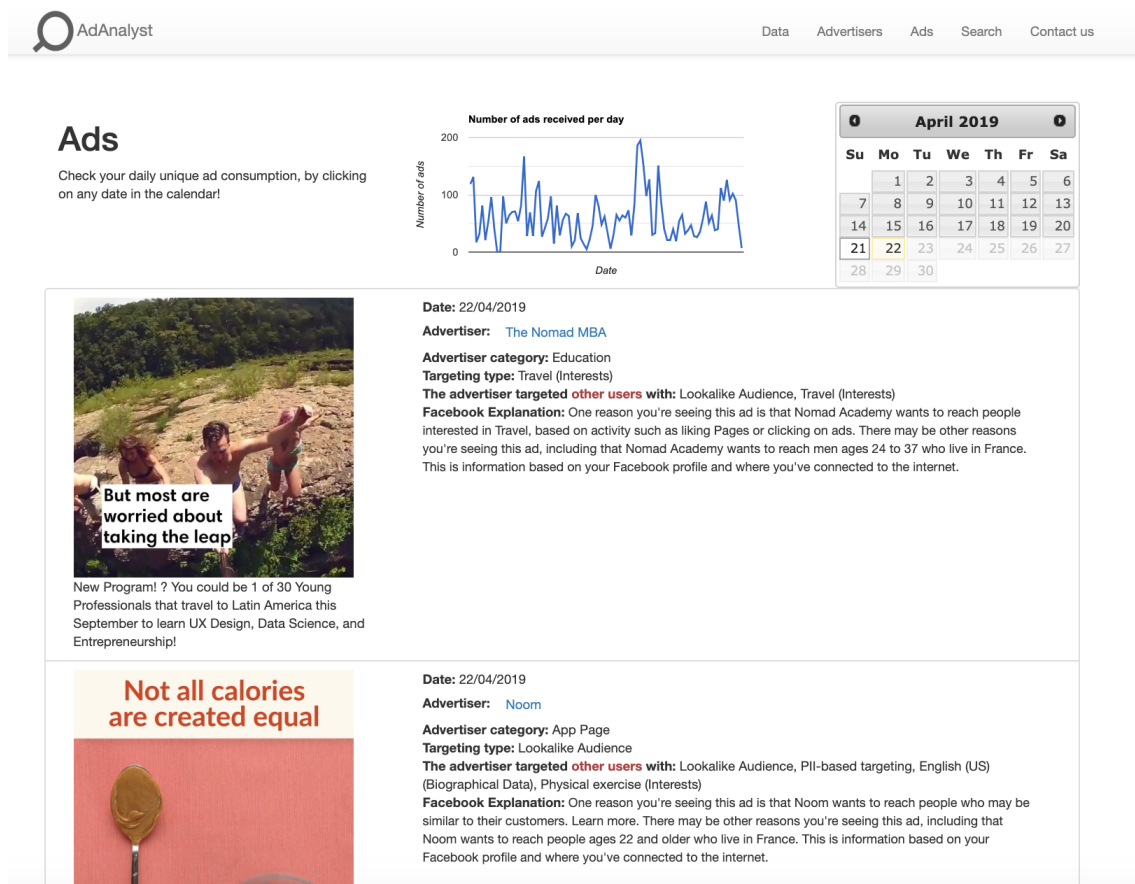 AdAnalyst
Data Advertisers Ads Search Contact us
Ads
Check your daily unique ad consumption, by clicking
on any date in the calendar!
Number of ads received per day
200
100
0
Number of ads
Date
April 2019
Su Mo Tu We Th Fr Sa
1 2 3 4 5 6
7 8 9 10 11 12 13
14 15 16 17 18 19 20
21 22 23 24 25 26 27
28 29 30
But most are
worried about
taking the leap
New Program! ? You could be 1 of 30 Young
Professionals that travel to Latin America this
September to learn UX Design, Data Science, and
Entrepreneurship!
Date: 22/04/2019
Advertiser: The Nomad MBA
Advertiser category: Education
Targeting type: Travel (Interests)
The advertiser targeted other users with: Lookalike Audience, Travel (Interests)
Facebook Explanation: One reason you're seeing this ad is that Nomad Academy wants to reach people
interested in Travel, based on activity such as liking Pages or clicking on ads. There may be other reasons
you're seeing this ad, including that Nomad Academy wants to reach men ages 24 to 37 who live in France.
This is information based on your Facebook profile and where you've connected to the internet.
Not all calories
are created equal
Date: 22/04/2019
Advertiser: Noom
Advertiser category: App Page
Targeting type: Lookalike Audience
The advertiser targeted other users with: Lookalike Audience, PII-based targeting, English (US)
(Biographical Data), Physical exercise (Interests)
Facebook Explanation: One reason you're seeing this ad is that Noom wants to reach people who may be
similar to their customers. Learn more. There may be other reasons you're seeing this ad, including that
Noom wants to reach people ages 22 and older who live in France. This is information based on your
Facebook profile and where you've connected to the internet.